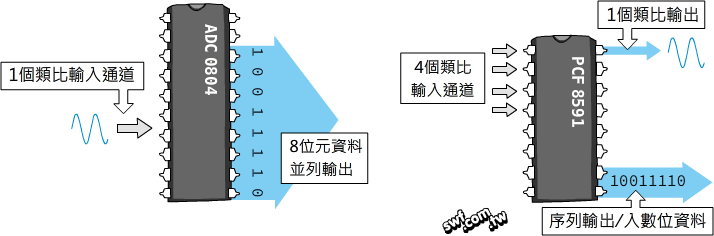 ADC 0804
1個類比輸入通道
1
0
0
1
1
1
1
0
8位元資料
並列輸出
1個類比輸出
PCF 8591
4個類比
輸入通道
10011110
序列輸出/入數位資料
swf.com
.tw